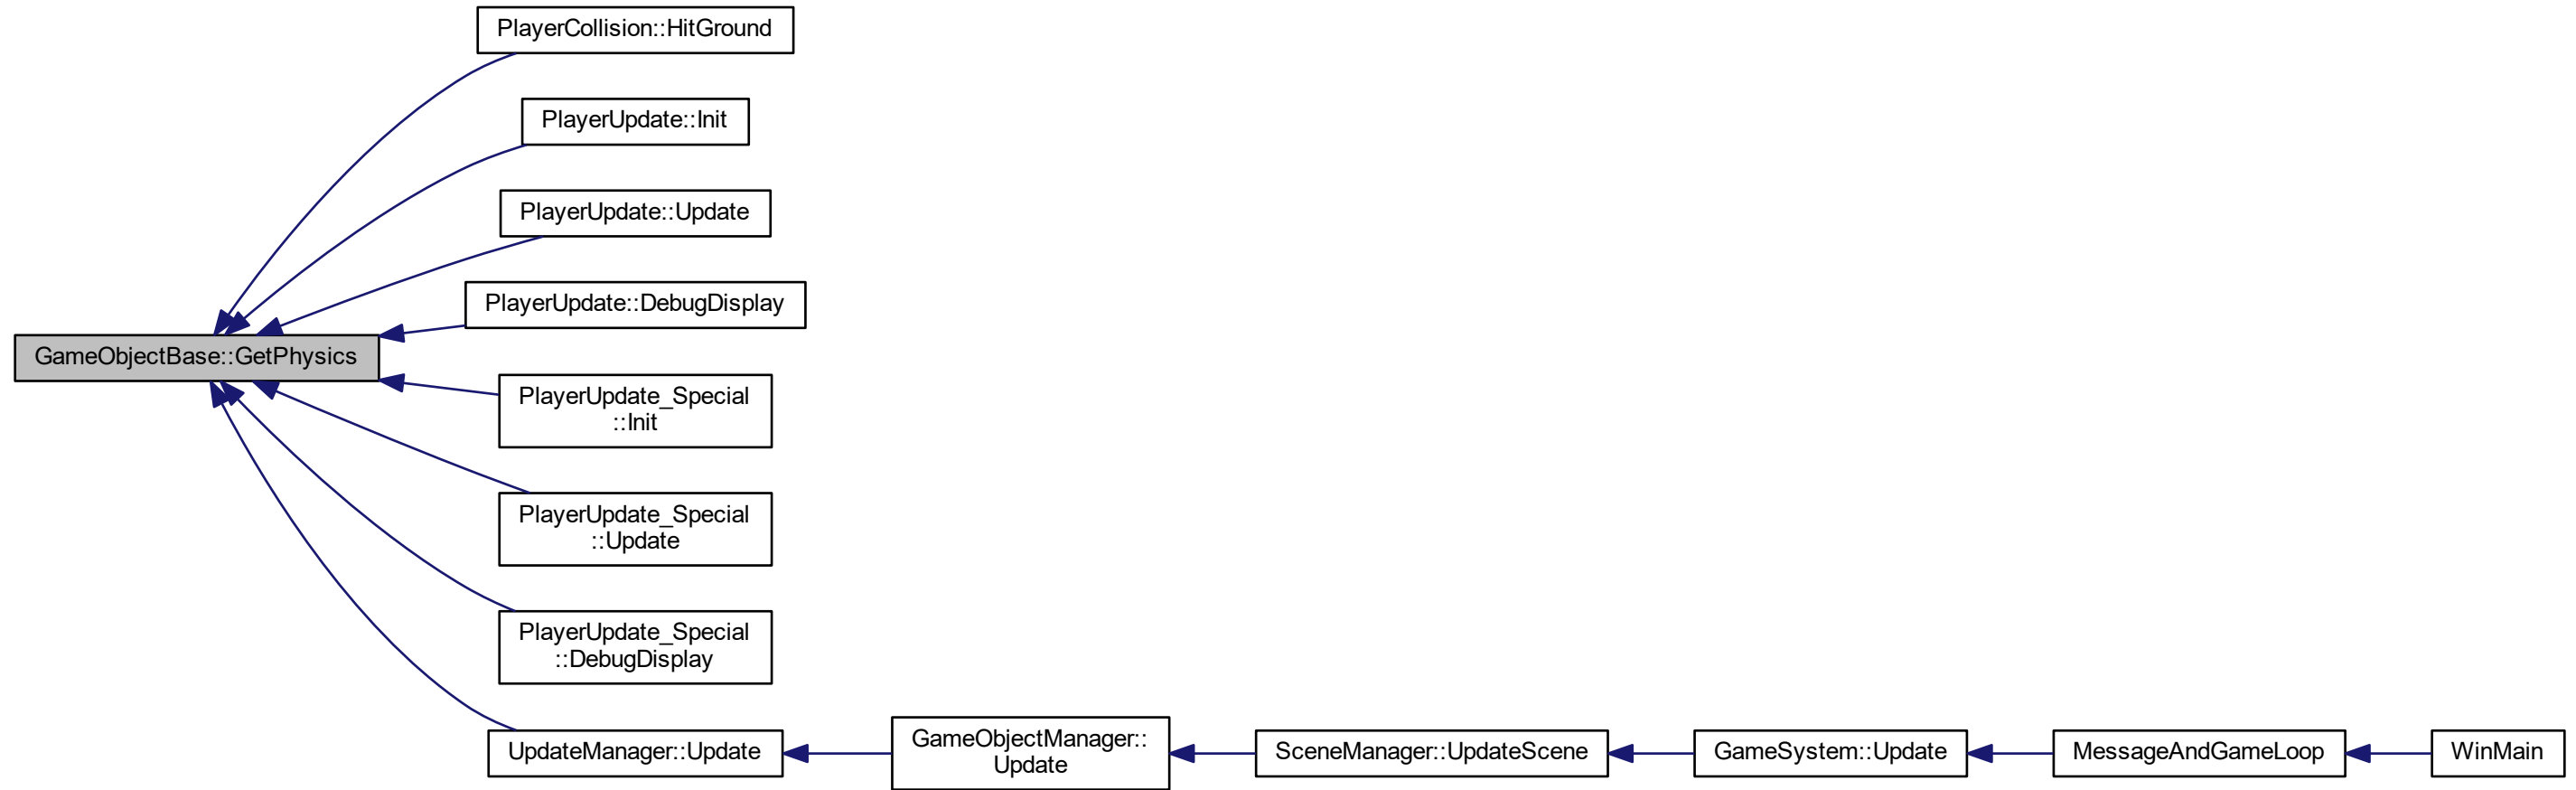 PlayerCollision::HitGround
PlayerUpdate::Init
PlayerUpdate::Update
PlayerUpdate::DebugDisplay
GameObjectBase::GetPhysics
PlayerUpdate_Special
::Init
PlayerUpdate_Special
::Update
PlayerUpdate_Special
::DebugDisplay
UpdateManager::Update
GameObjectManager::
Update
SceneManager::UpdateScene
GameSystem::Update
MessageAndGameLoop
WinMain